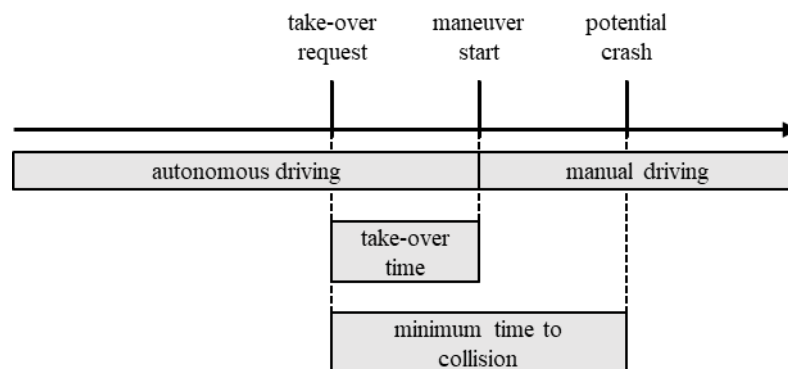 take-over request
maneuver start
potential crash
autonomous driving
manual driving
take-over
time
minimum time to
collision